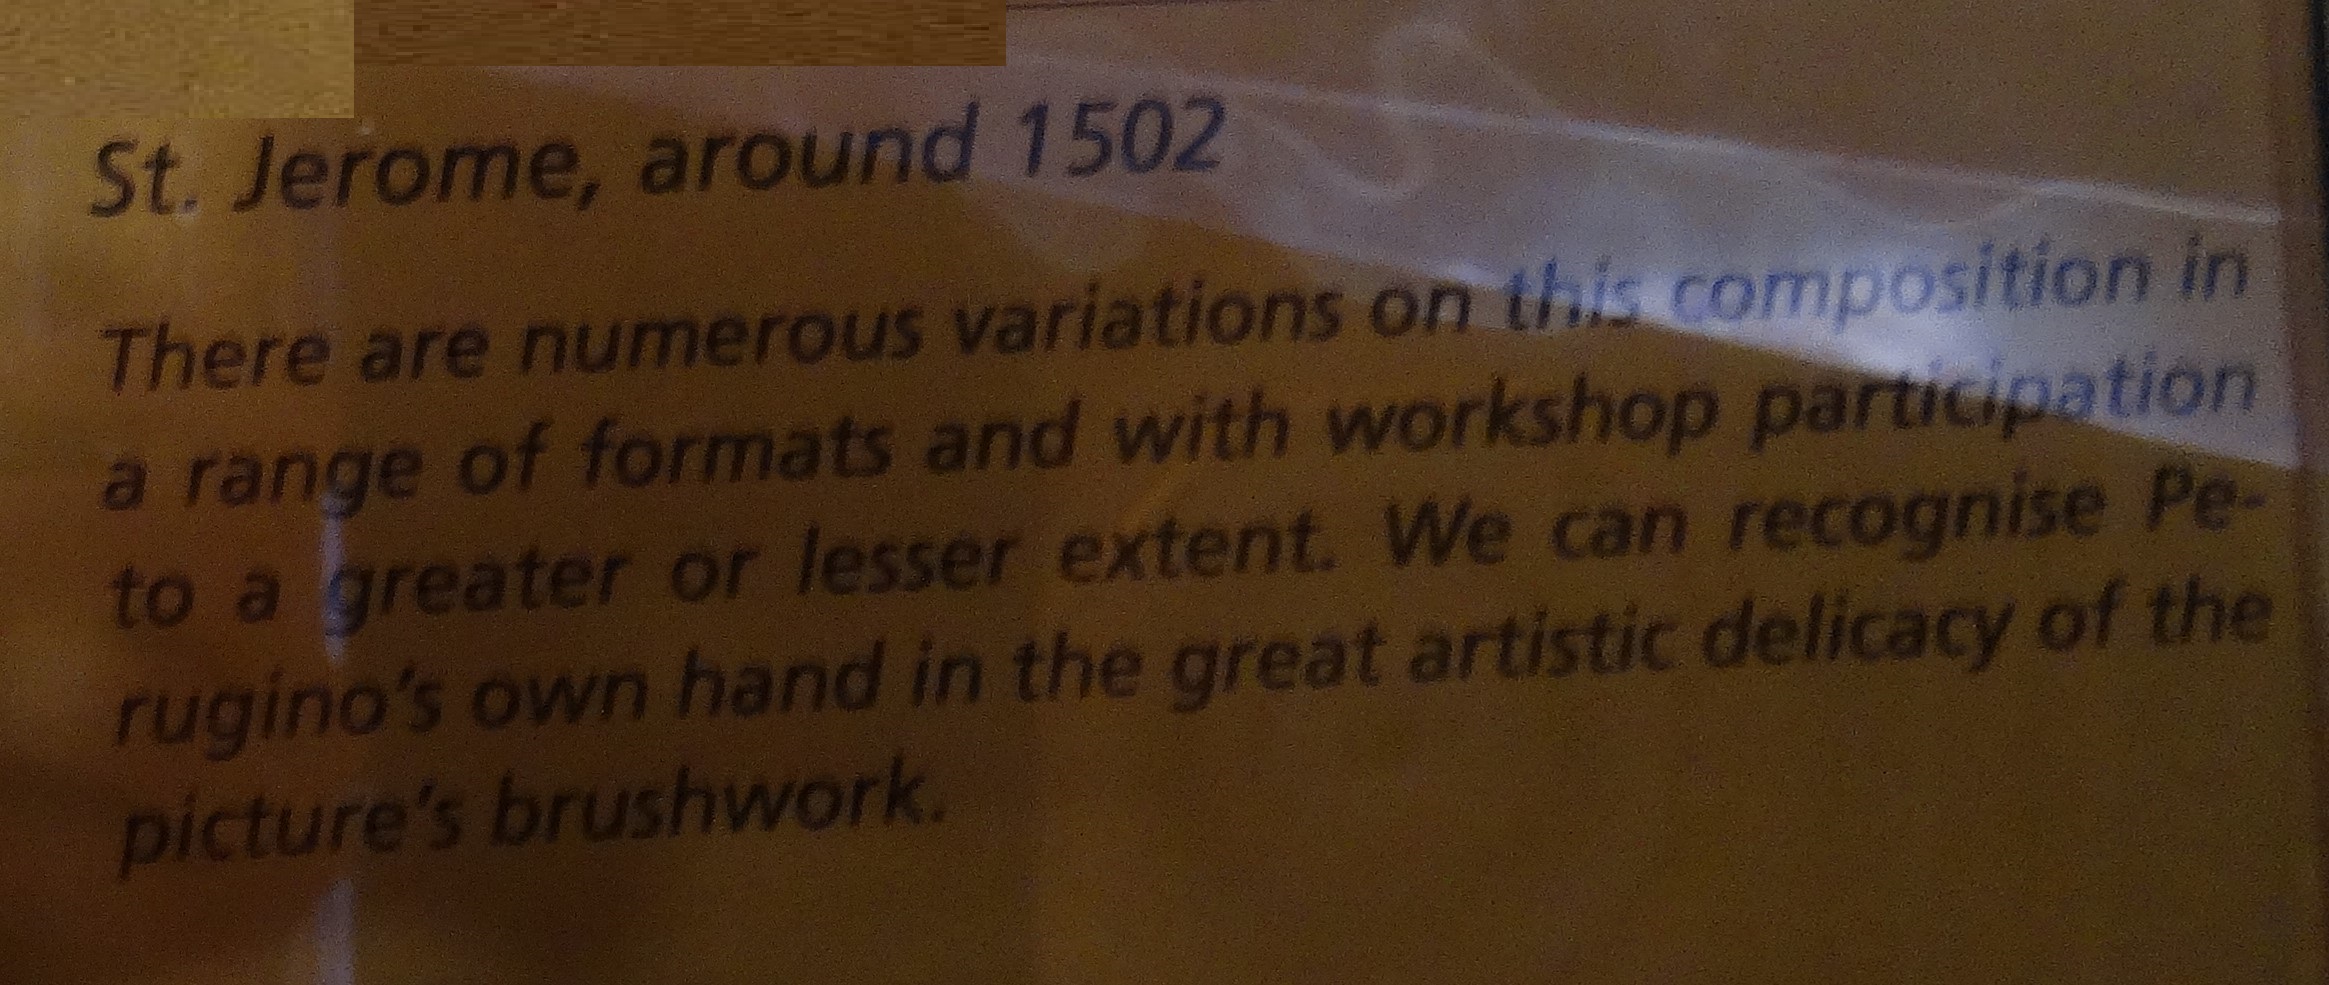 St. Jerome, around 1502
There are numerous variations on this composition in
a range of formats and with workshop participation
to a greater or lesser extent. We can recognise Pe-
rugino's own hand in the great artistic delicacy of the
picture's brushwork.